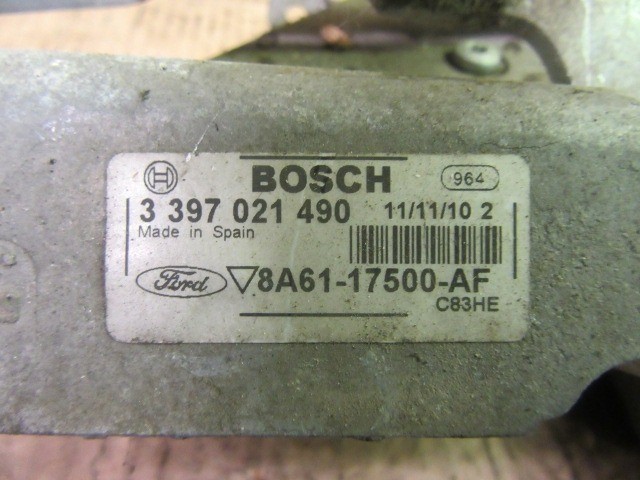 BOSCH 964
3 397 021 490 11/11/10 2
Made in Spain
Ford 8A61-17500-AF
C83HE